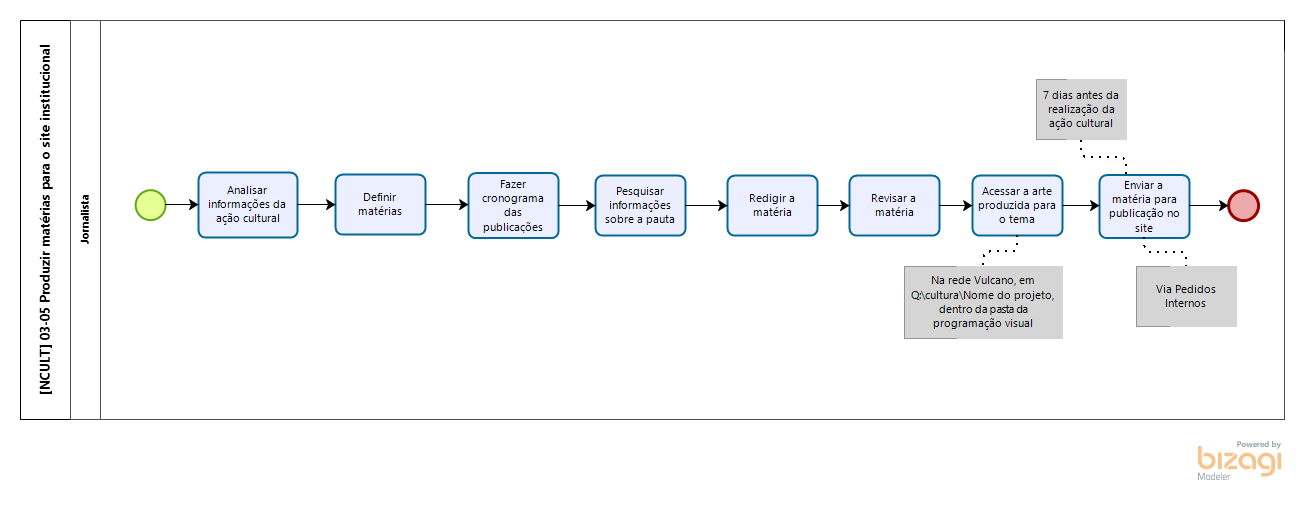 [NCULT] 03-05 Produzir matérias para o site institucional
Jornalista
Analisar
informações da
ação cultural
Definir
matérias
Fazer
cronograma
das
publicações
Pesquisar
informações
sobre a pauta
Redigir a
matéria
Revisar a
matéria
Acessar a arte
produzida para
o tema
Na rede Vulcano, em
Q:\cultura\Nome do projeto,
dentro da pasta da
programação visual
7 dias antes da
realização da
ação cultural
Enviar a
matéria para
publicação no
site
Via Pedidos
Internos
Powered by
bizagi
Modeler